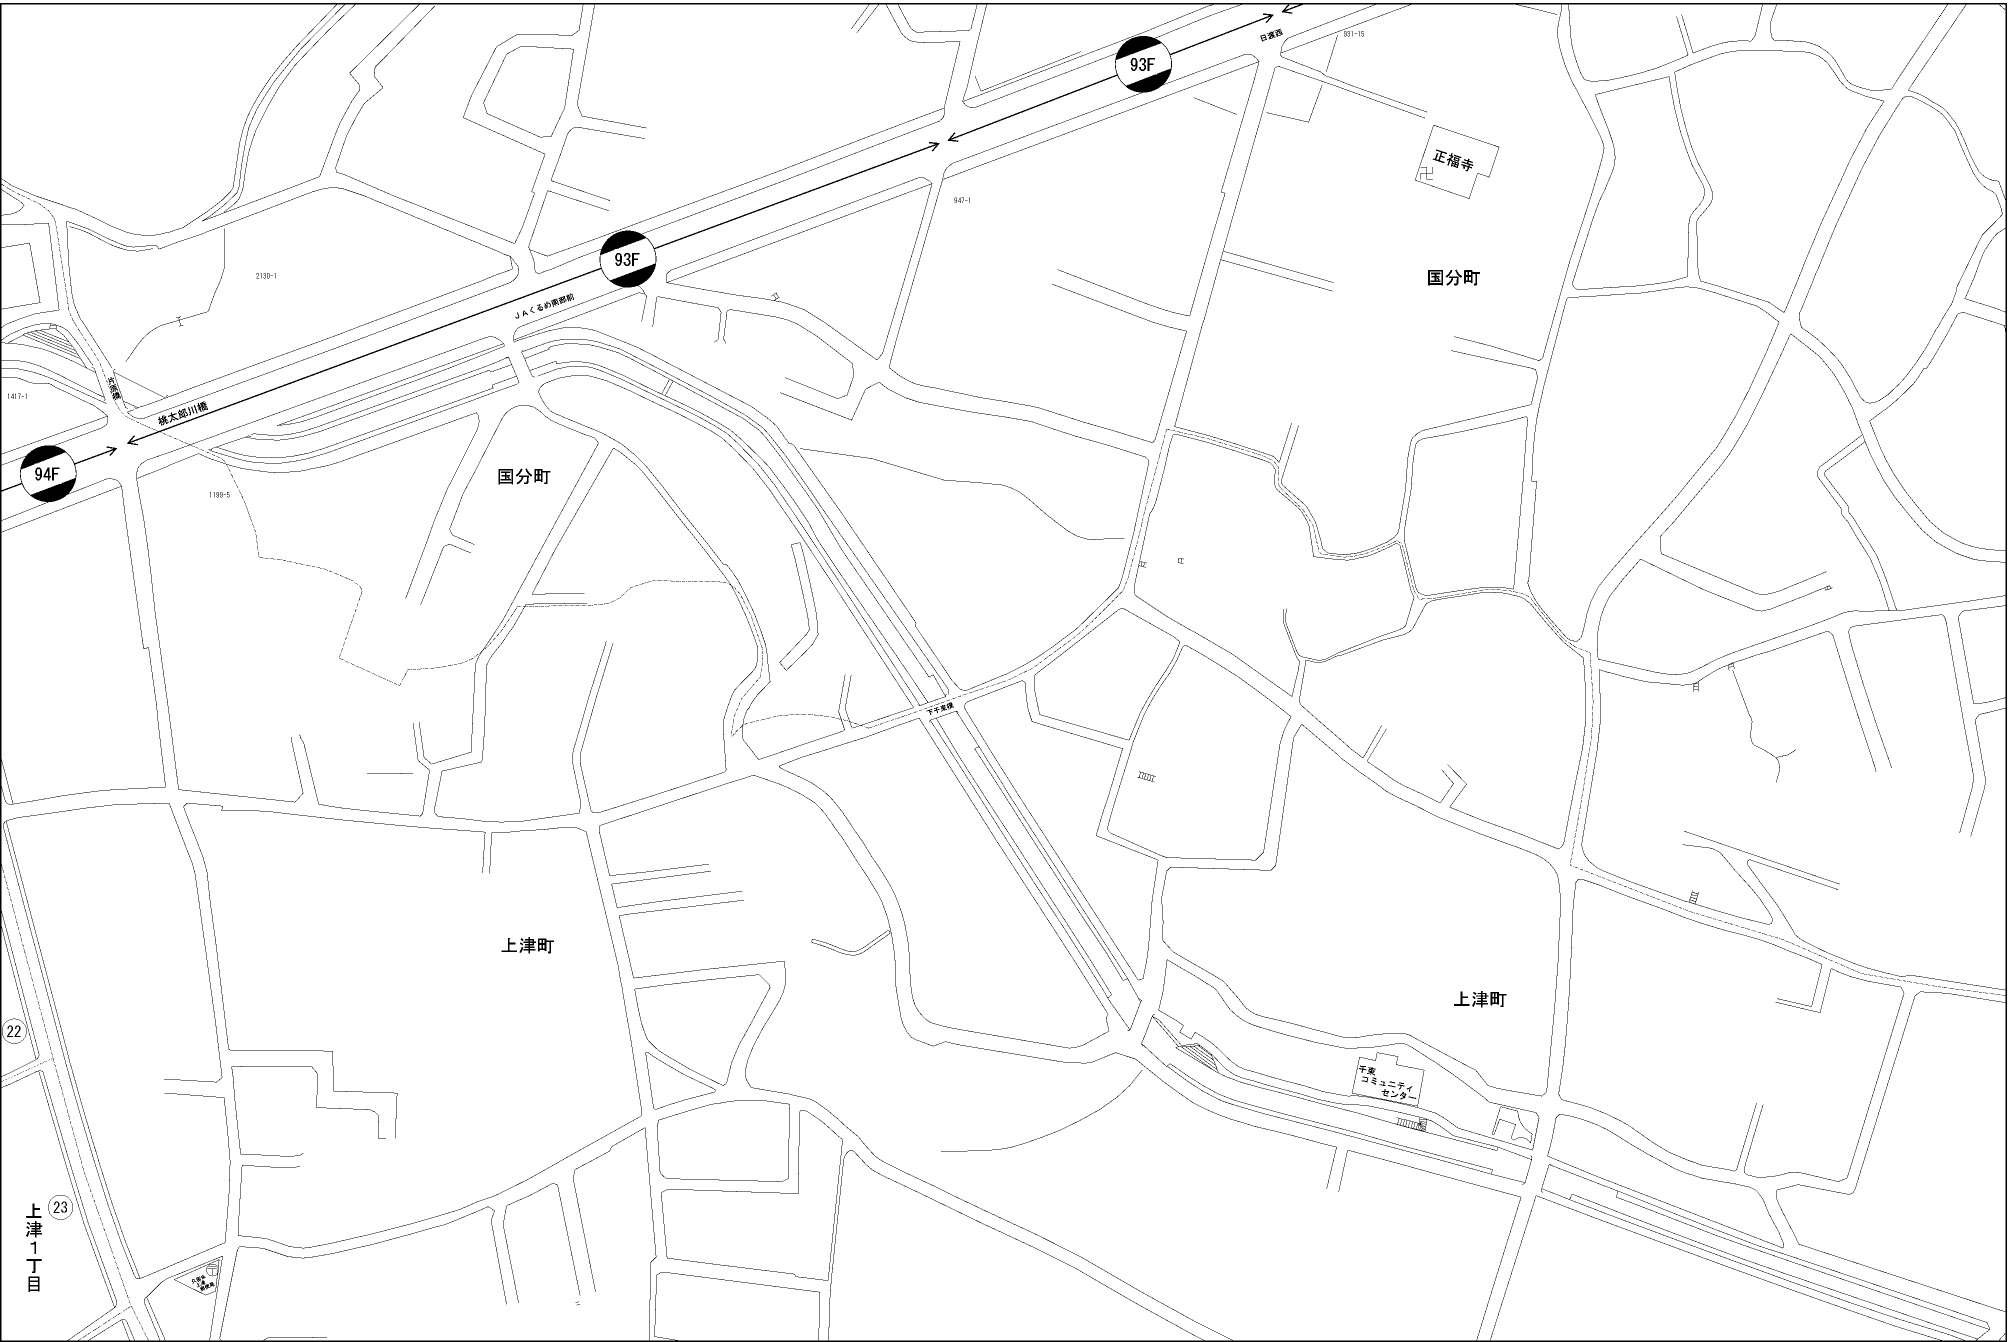 日渡西
931-15
93F
正福寺
947-1
93F
2130-1
国分町
JAくるめ南部前
1417-1
桃太郎川橋
94F
国分町
1199-5
下千束橋
上津町
上津町
22
千束
コミュニティ
センター
23
上津1丁目